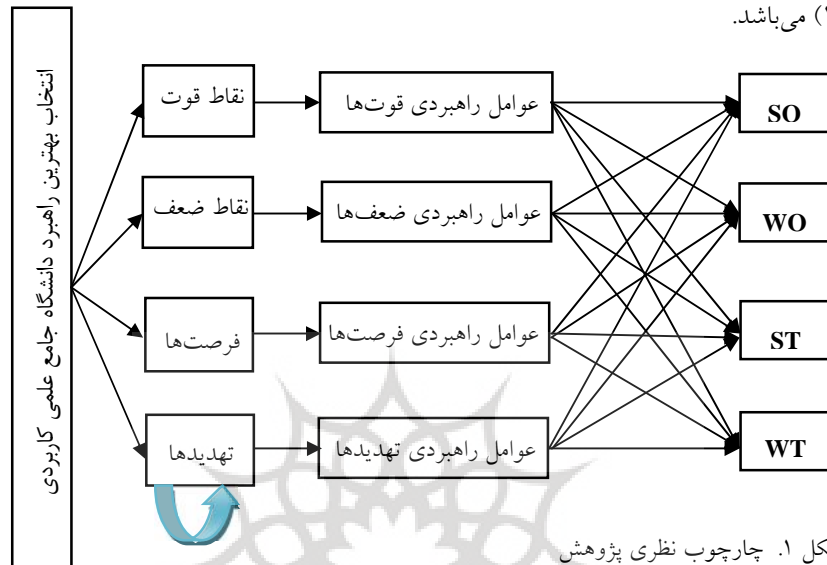 ۱) می‌باشد.
انتخاب بهترین راهبرد دانشگاه جامع علمی کاربردی
نقاط قوت
عوامل راهبردی قوت‌ها
SO
نقاط ضعف
عوامل راهبردی ضعف‌ها
WO
فرصت‌ها
عوامل راهبردی فرصت‌ها
ST
تهدیدها
عوامل راهبردی تهدیدها
WT
کل ۱. چارچوب نظری پژوهش